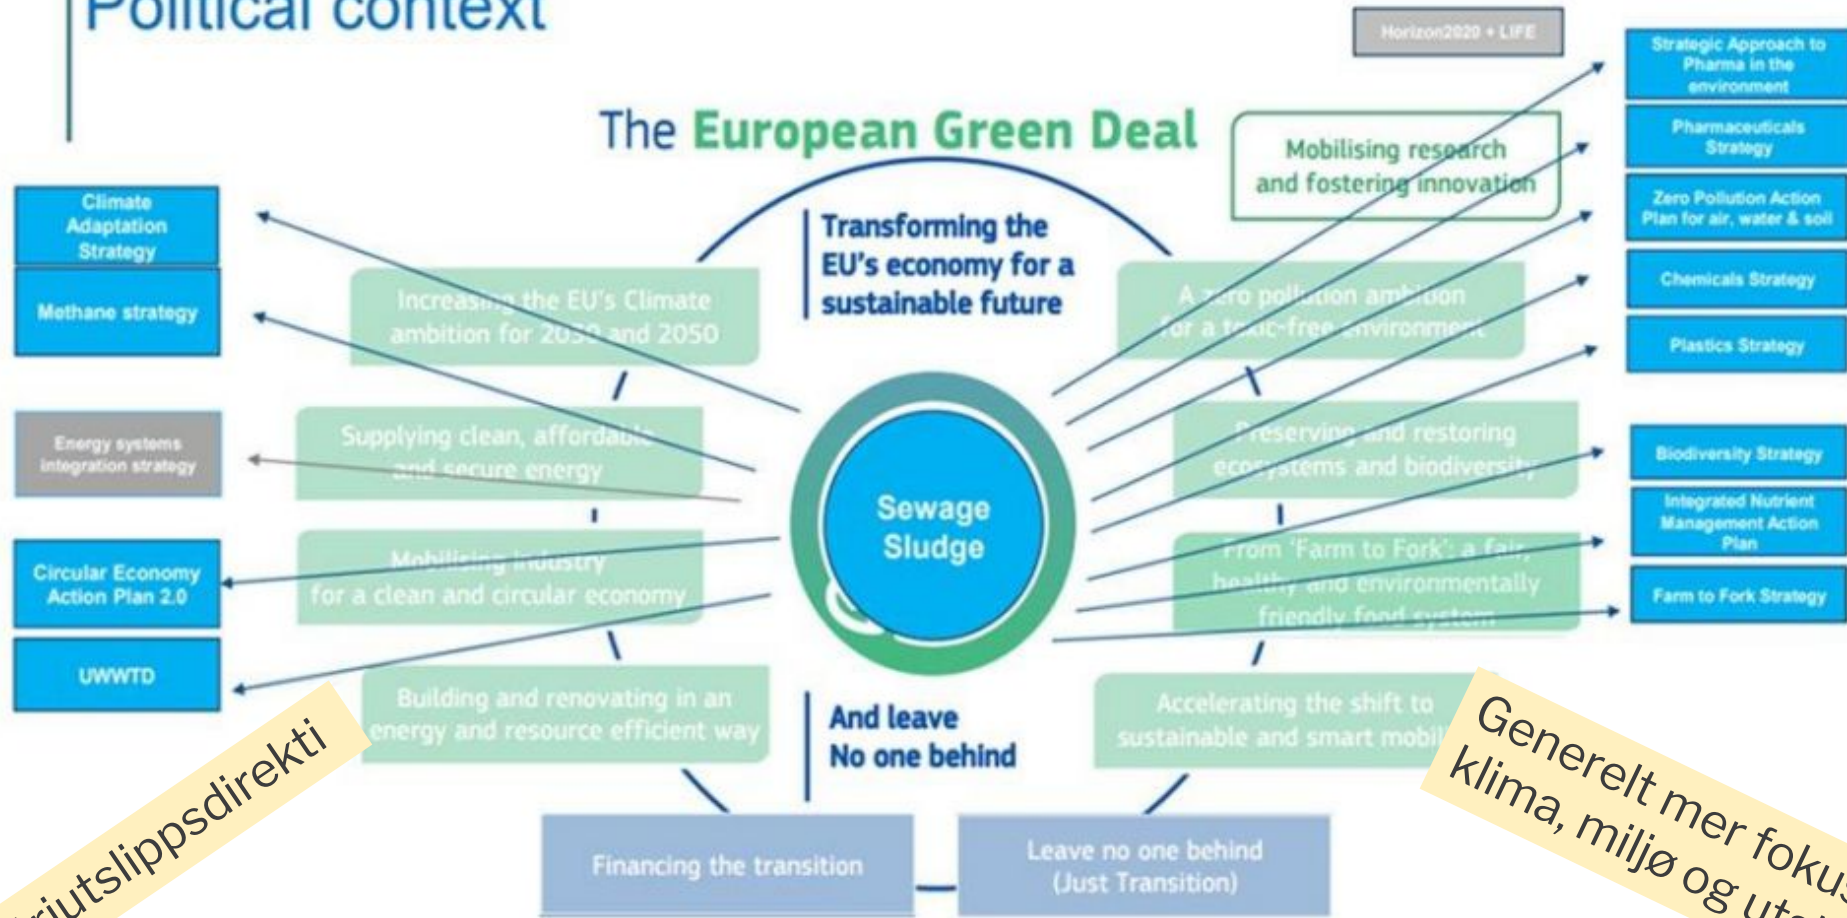 Political context
Horizon2020 + LIFE
The European Green Deal
Mobilising research
and fostering innovation
Strategic Approach to
Pharma in the
environment
Pharmaceuticals
Strategy
Zero Pollution Action
Plan for air, water & soil
Chemicals Strategy
Plastics Strategy
Biodiversity Strategy
Integrated Nutrient
Management Action
Plan
Farm to Fork Strategy
Climate
Adaptation
Strategy
Methane strategy
Energy systems
integration strategy
Circular Economy
Action Plan 2.0
UWWTD
Transforming the
EU's economy for a
sustainable future
Increasing the EU's Climate
ambition for 2030 and 2050
A zero pollution ambition
for a toxic-free environment
Supplying clean, affordable
and secure energy
Preserving and restoring
ecosystems and biodiversity
Sewage
Sludge
Mobilising industry
for a clean and circular economy
From 'Farm to Fork': a fair,
healthy and environmentally
friendly food system
Building and renovating in an
energy and resource efficient way
Accelerating the shift to
sustainable and smart mobil
And leave
No one behind
Financing the transition
Leave no one behind
(Just Transition)
riutslippsdirekti
Generelt mer fokus
klima, miljø og